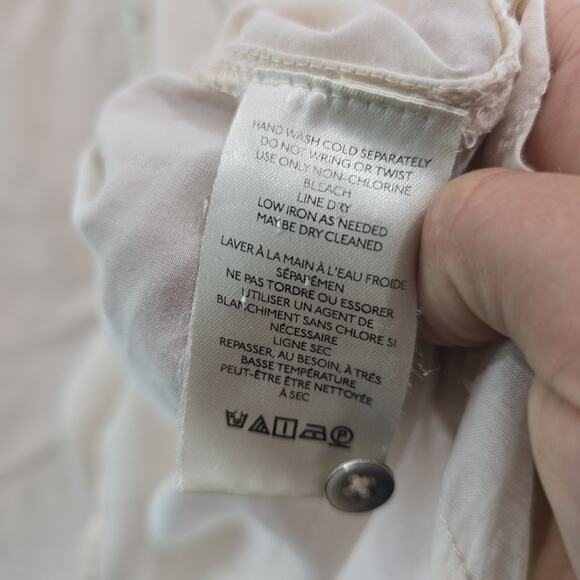 HAND WASH COLD SEPARATELY
DO NOT WRING OR TWIST
USE ONLY NON-CHLORINE
BLEACH
LINE DRY
LOW IRON AS NEEDED
MAY BE DRY CLEANED
LAVER À LA MAIN À L'EAU FROIDE
SÉPARÉMEN
NE PAS TORDRE OU ESSORER
UTILISER UN AGENT DE
BLANCHIMENT SANS CHLORE SI
NÉCESSAIRE
LIGNE SEC
REPASSER, AU BESOIN, À TRÉS
BASSE TEMPÉRATURE
PEUT-ÊTRE ÊTRE NETTOYÉE
À SEC
P